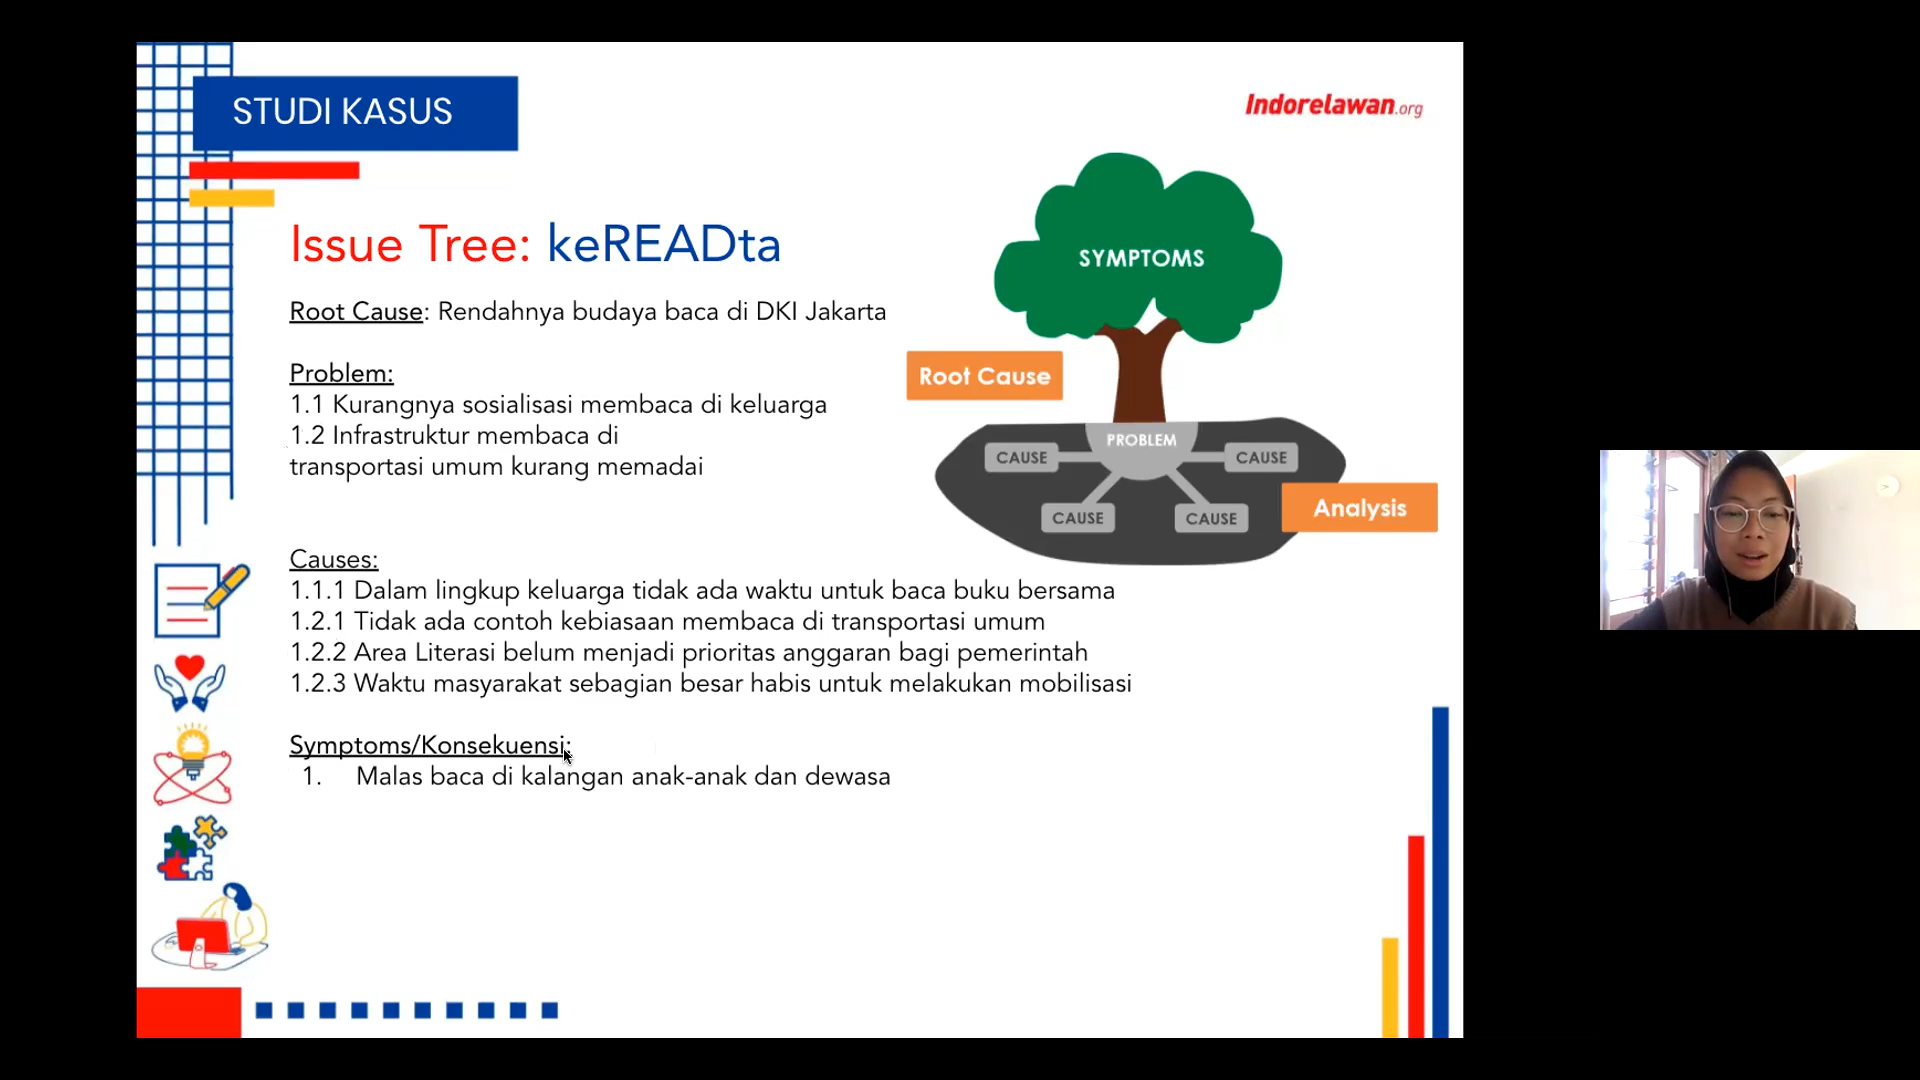 STUDI KASUS
Indorelawan.org
Issue Tree: keREADta
Root Cause: Rendahnya budaya baca di DKI Jakarta
Problem:
1.1 Kurangnya sosialisasi membaca di keluarga
1.2 Infrastruktur membaca di
transportasi umum kurang memadai
Causes:
1.1.1 Dalam lingkup keluarga tidak ada waktu untuk baca buku bersama
1.2.1 Tidak ada contoh kebiasaan membaca di transportasi umum
1.2.2 Area Literasi belum menjadi prioritas anggaran bagi pemerintah
1.2.3 Waktu masyarakat sebagian besar habis untuk melakukan mobilisasi
Symptoms/Konsekuensi:
1. Malas baca di kalangan anak-anak dan dewasa
SYMPTOMS
Root Cause
PROBLEM
CAUSE
CAUSE
CAUSE
CAUSE
Analysis